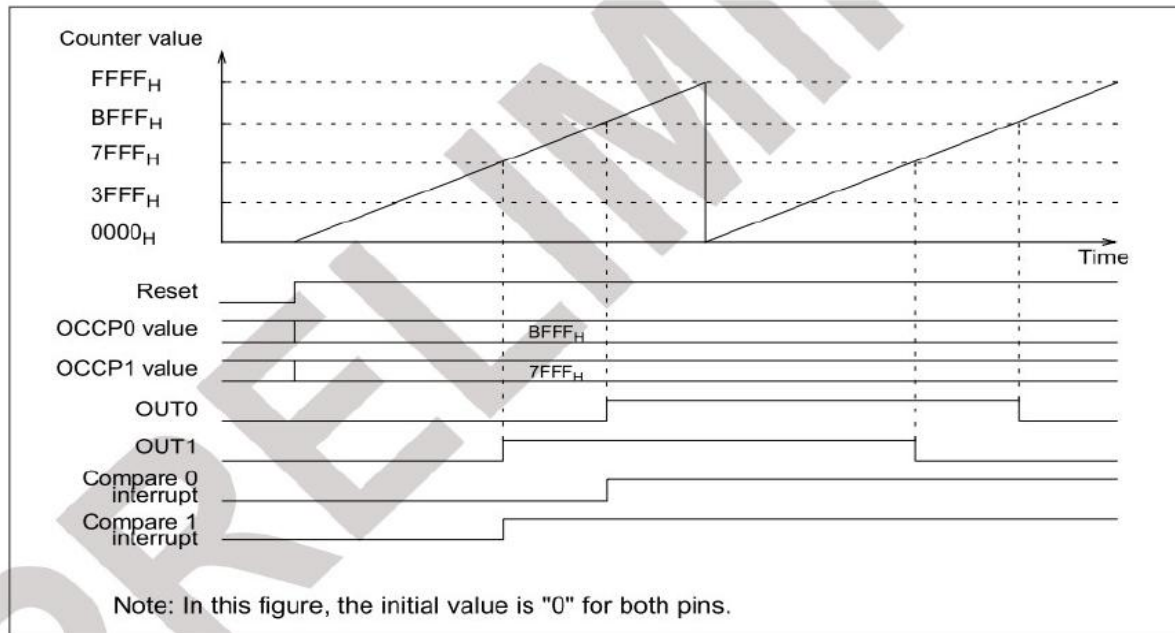 Counter value
FFFFH
BFFFH
7FFFH
3FFFH
0000H
Time
Reset
OCCP0 value
BFFFH
OCCP1 value
7FFFH
OUT0
OUT1
Compare 0
interrupt
Compare 1
interrupt
Note: In this figure, the initial value is "0" for both pins.